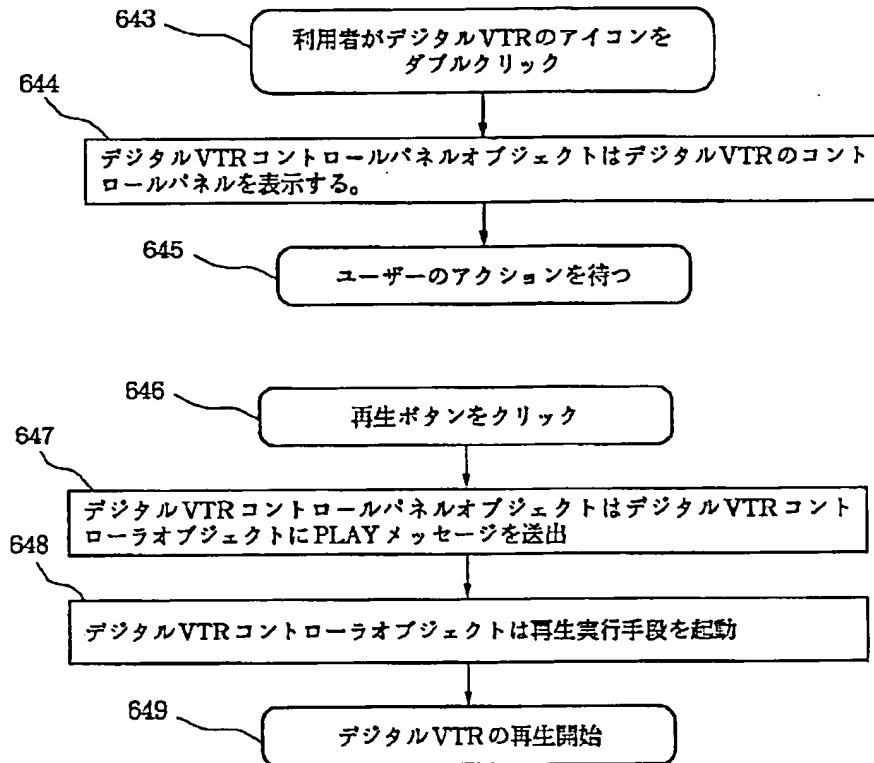 643
利用者がデジタルVTRのアイコンを
ダブルクリック
644
デジタルVTRコントロールパネルオブジェクトはデジタルVTRのコント
ロールパネルを表示する。
645
ユーザーのアクションを待つ
646
再生ボタンをクリック
647
デジタルVTRコントロールパネルオブジェクトはデジタルVTRコント
ローラオブジェクトにPLAYメッセージを送出
648
デジタルVTRコントローラオブジェクトは再生実行手段を起動
649
デジタルVTRの再生開始